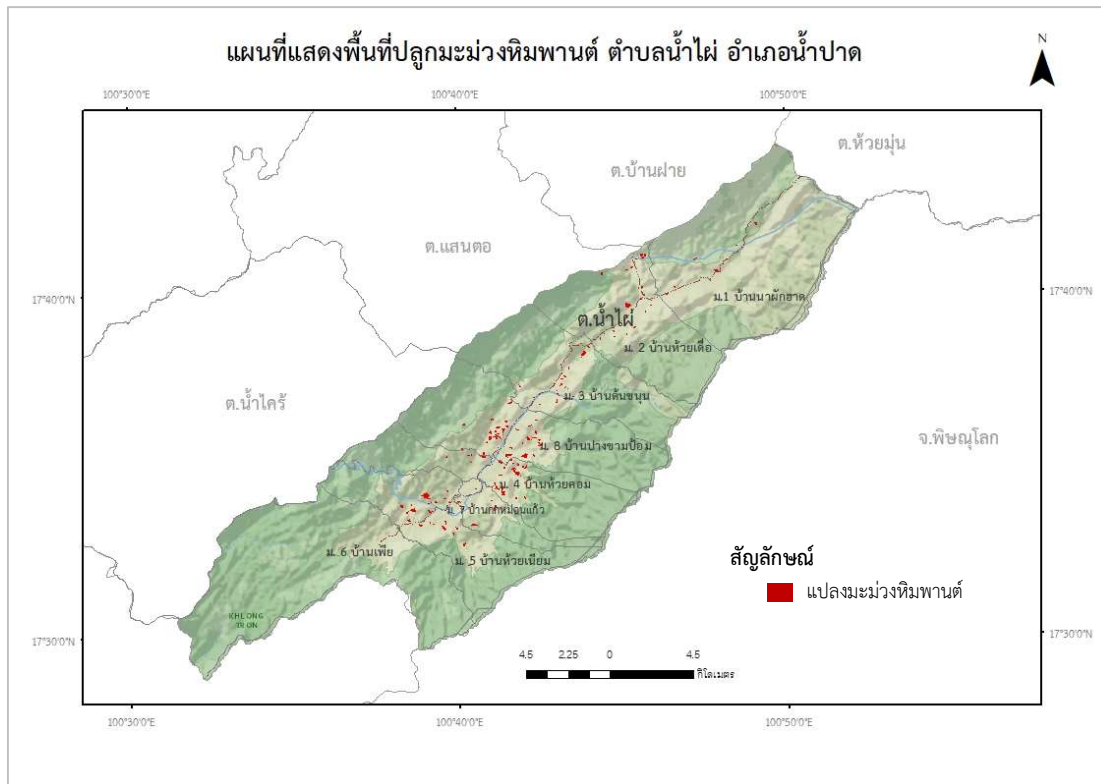 แผนที่แสดงพื้นที่ปลูกมะม่วงหิมพานต์ ตำบลน้ำไผ่ อำเภอน้ำปาด
N
100°30'0"E 100°40'0"E 100°50'0"E
ต.ห้วยมุ่น
ต.บ้านฝาย
ต.แสนตอ
17°40'0"N 17°40'0"N
ม.1 บ้านนาผักฮาด
ต.น้ำไผ่
ม. 2 บ้านห้วยเดื่อ
ม. 3 บ้านต้นขนุน
ต.น้ำไคร้
จ.พิษณุโลก
ม. 8 บ้านปางขามป้อม
ม. 4 บ้านห้วยคอม
ม. 7
ม. 6 บ้านเพีย
ม. 5 บ้านห้วยเนียม
สัญลักษณ์
แปลงมะม่วงหิมพานต์
KHLONG
TRON
17°30'0"N 17°30'0"N
4.5 2.25 0 4.5
กิโลเมตร
100°30'0"E 100°40'0"E 100°50'0"E